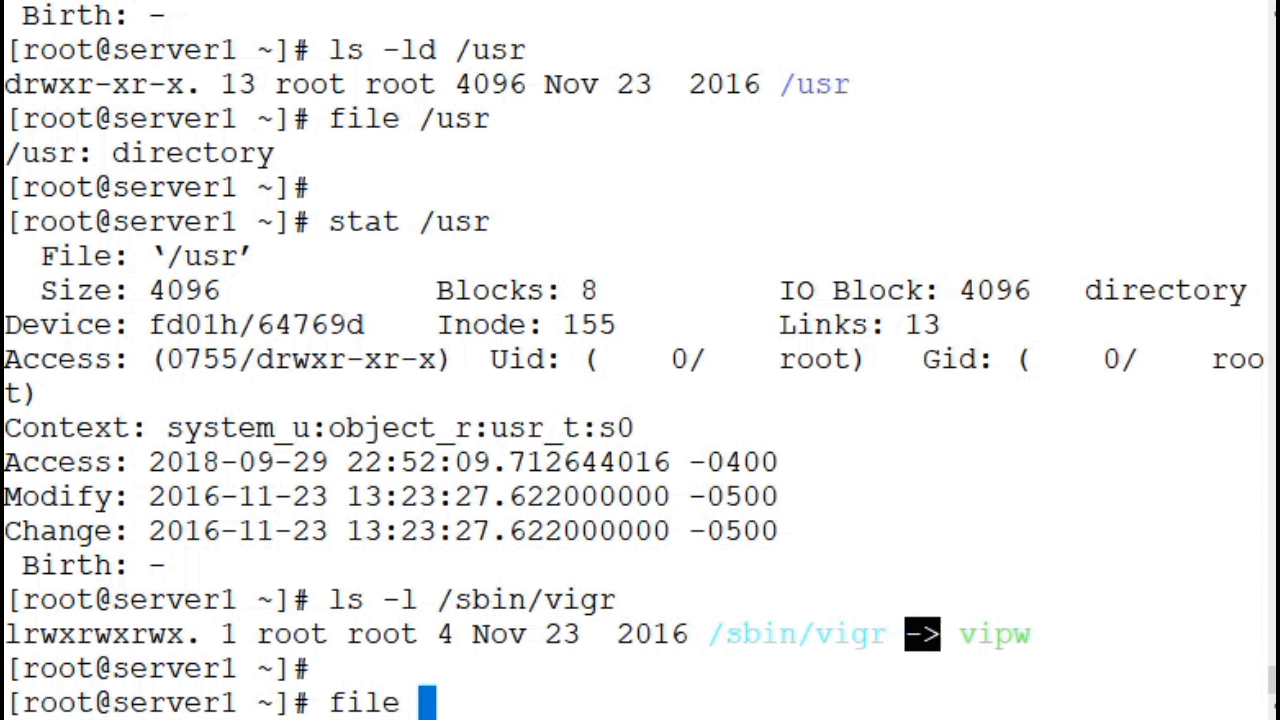 Birth: -
[root@server1 ~]# ls -ld /usr
drwxr-xr-x. 13 root root 4096 Nov 23  2016 /usr
[root@server1 ~]# file /usr
/usr: directory
[root@server1 ~]#
[root@server1 ~]# stat /usr
  File: ‘/usr’
  Size: 4096            Blocks: 8          IO Block: 4096   directory
Device: fd01h/64769d    Inode: 155         Links: 13
Access: (0755/drwxr-xr-x)  Uid: (    0/    root)   Gid: (    0/    roo
t)
Context: system_u:object_r:usr_t:s0
Access: 2018-09-29 22:52:09.712644016 -0400
Modify: 2016-11-23 13:23:27.622000000 -0500
Change: 2016-11-23 13:23:27.622000000 -0500
 Birth: -
[root@server1 ~]# ls -l /sbin/vigr
lrwxrwxrwx. 1 root root 4 Nov 23  2016 /sbin/vigr -> vipw
[root@server1 ~]#
[root@server1 ~]# file